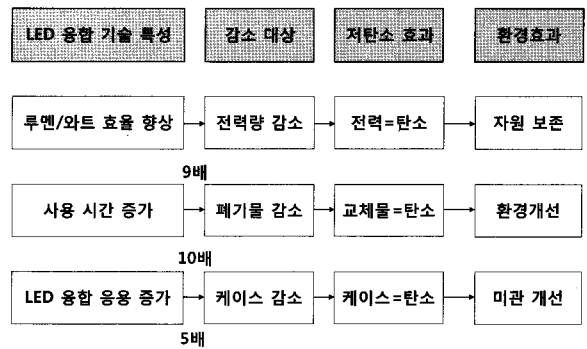 LED 융합 기술 특성 감소 대상 저탄소 효과 환경효과
루멘/와트 효율 향상 전력량 감소 전력=탄소 자원 보존
9배
사용 시간 증가 폐기물 감소 교체물=탄소 환경개선
10배
LED 융합 응용 증가 케이스 감소 케이스=탄소 미관 개선
5배